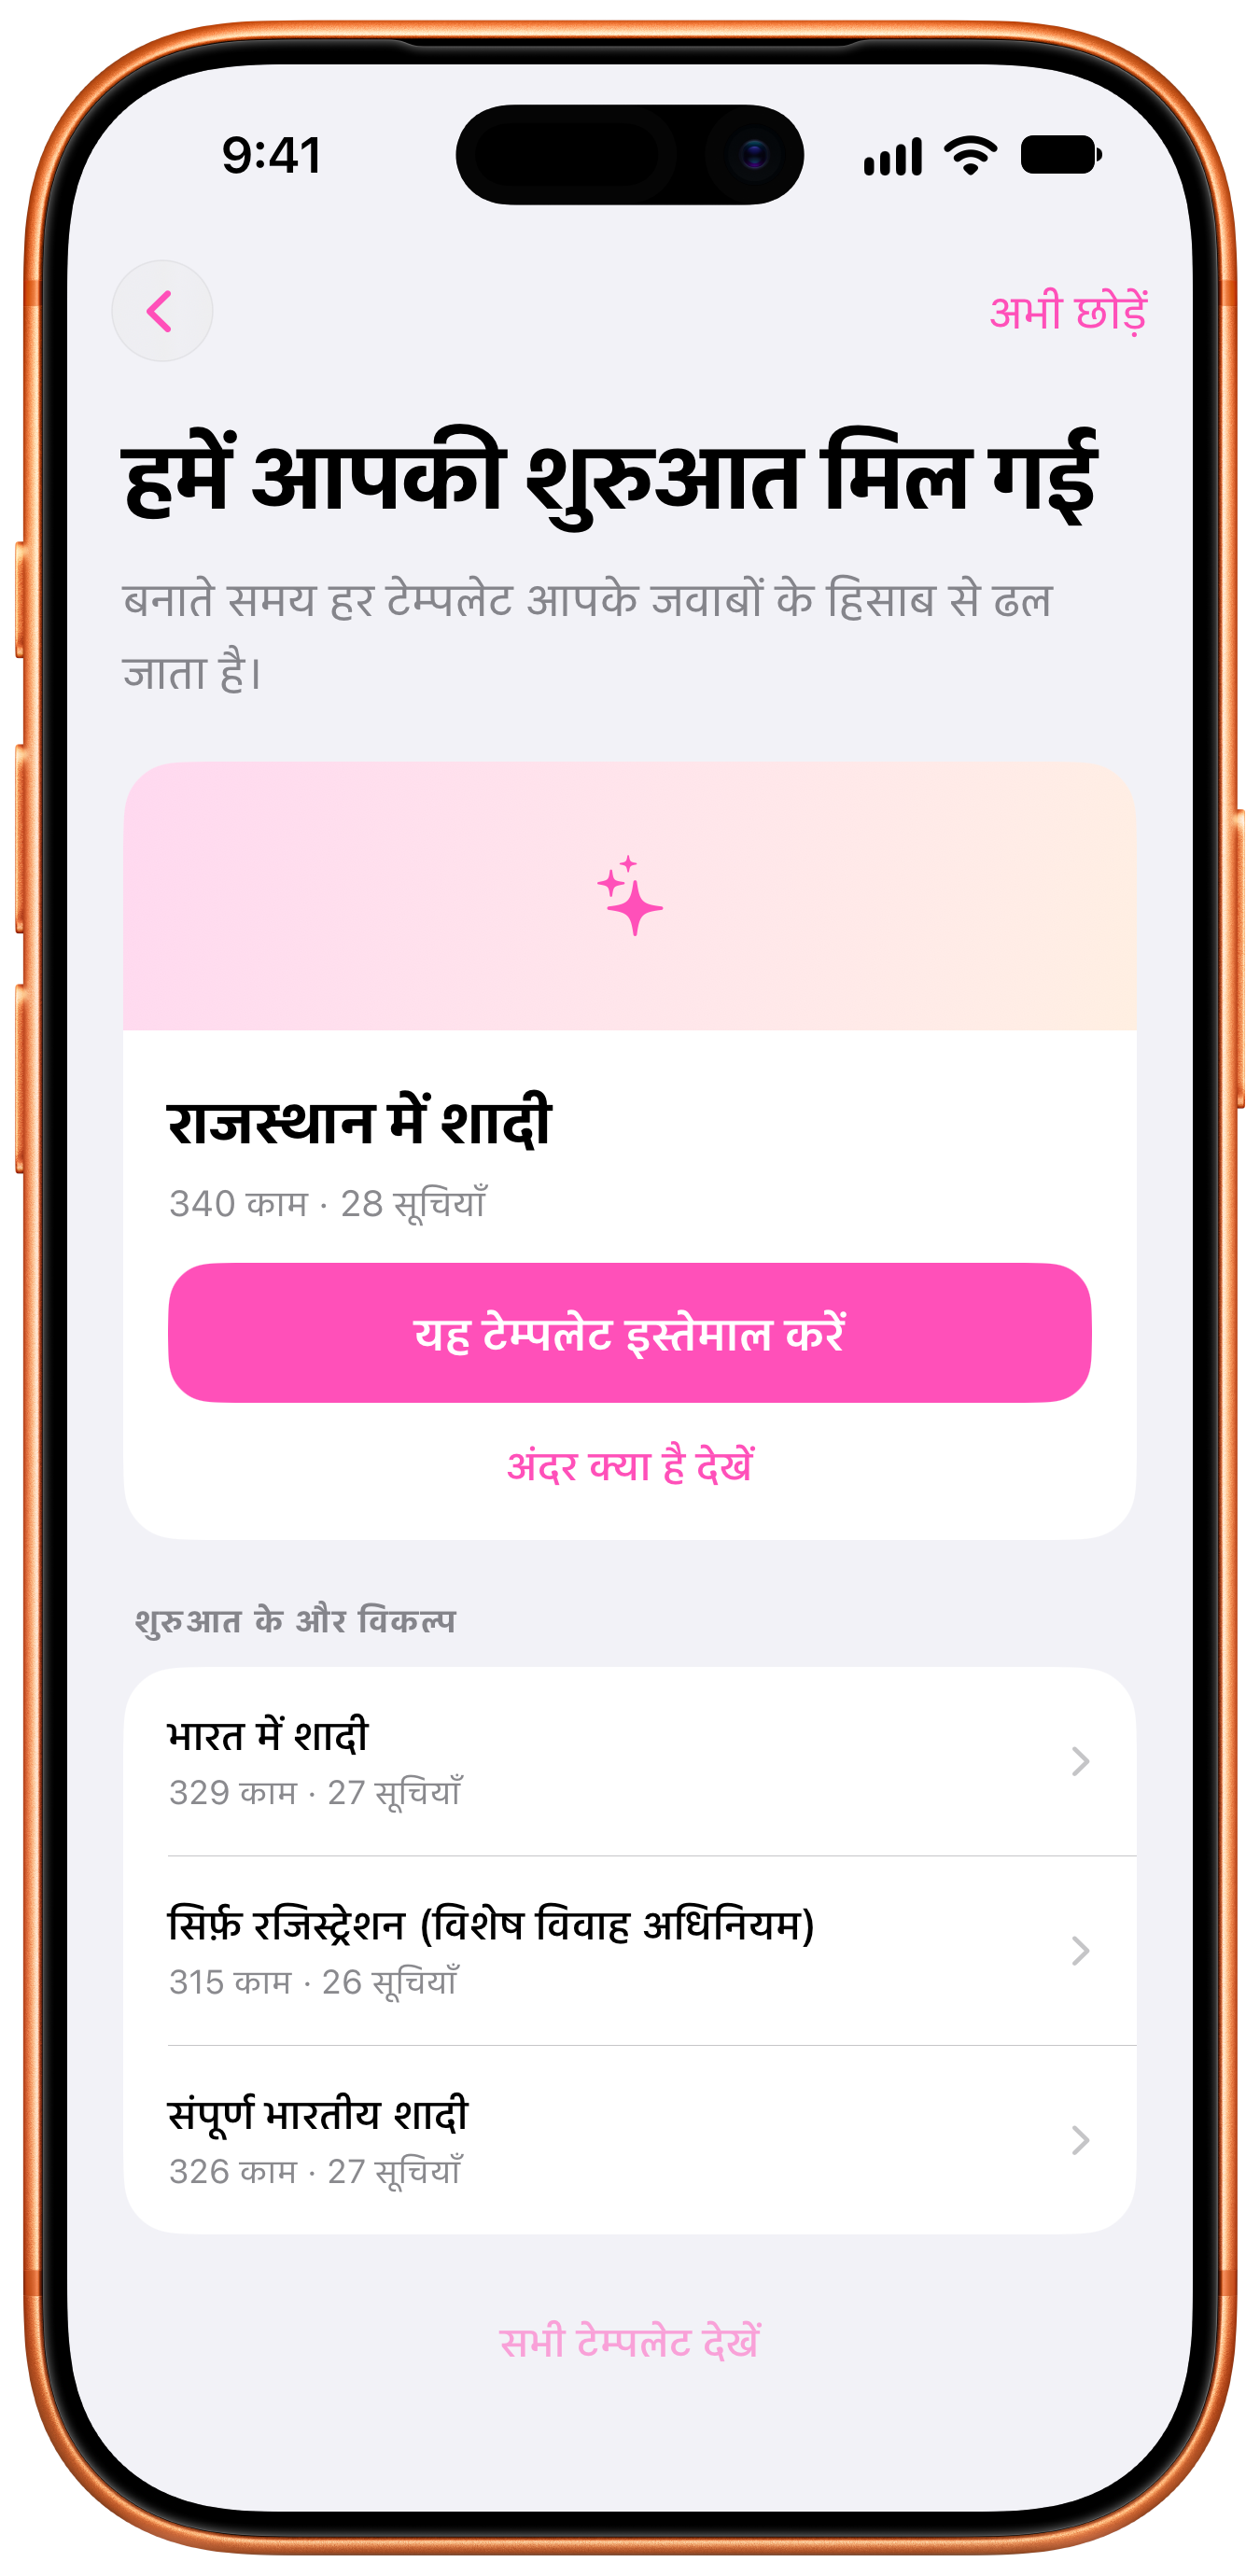 9:41
अभी छोड़ें
हमें आपकी शुरुआत मिल गई
बनाते समय हर टेम्पलेट आपके जवाबों के हिसाब से ढल
जाता है।
राजस्थान में शादी
340 काम · 28 सूचियाँ
यह टेम्पलेट इस्तेमाल करें
अंदर क्या है देखें
शुरुआत के और विकल्प
भारत में शादी
329 काम · 27 सूचियाँ
सिर्फ़ रजिस्ट्रेशन (विशेष विवाह अधिनियम)
315 काम · 26 सूचियाँ
संपूर्ण भारतीय शादी
326 काम · 27 सूचियाँ
सभी टेम्पलेट देखें